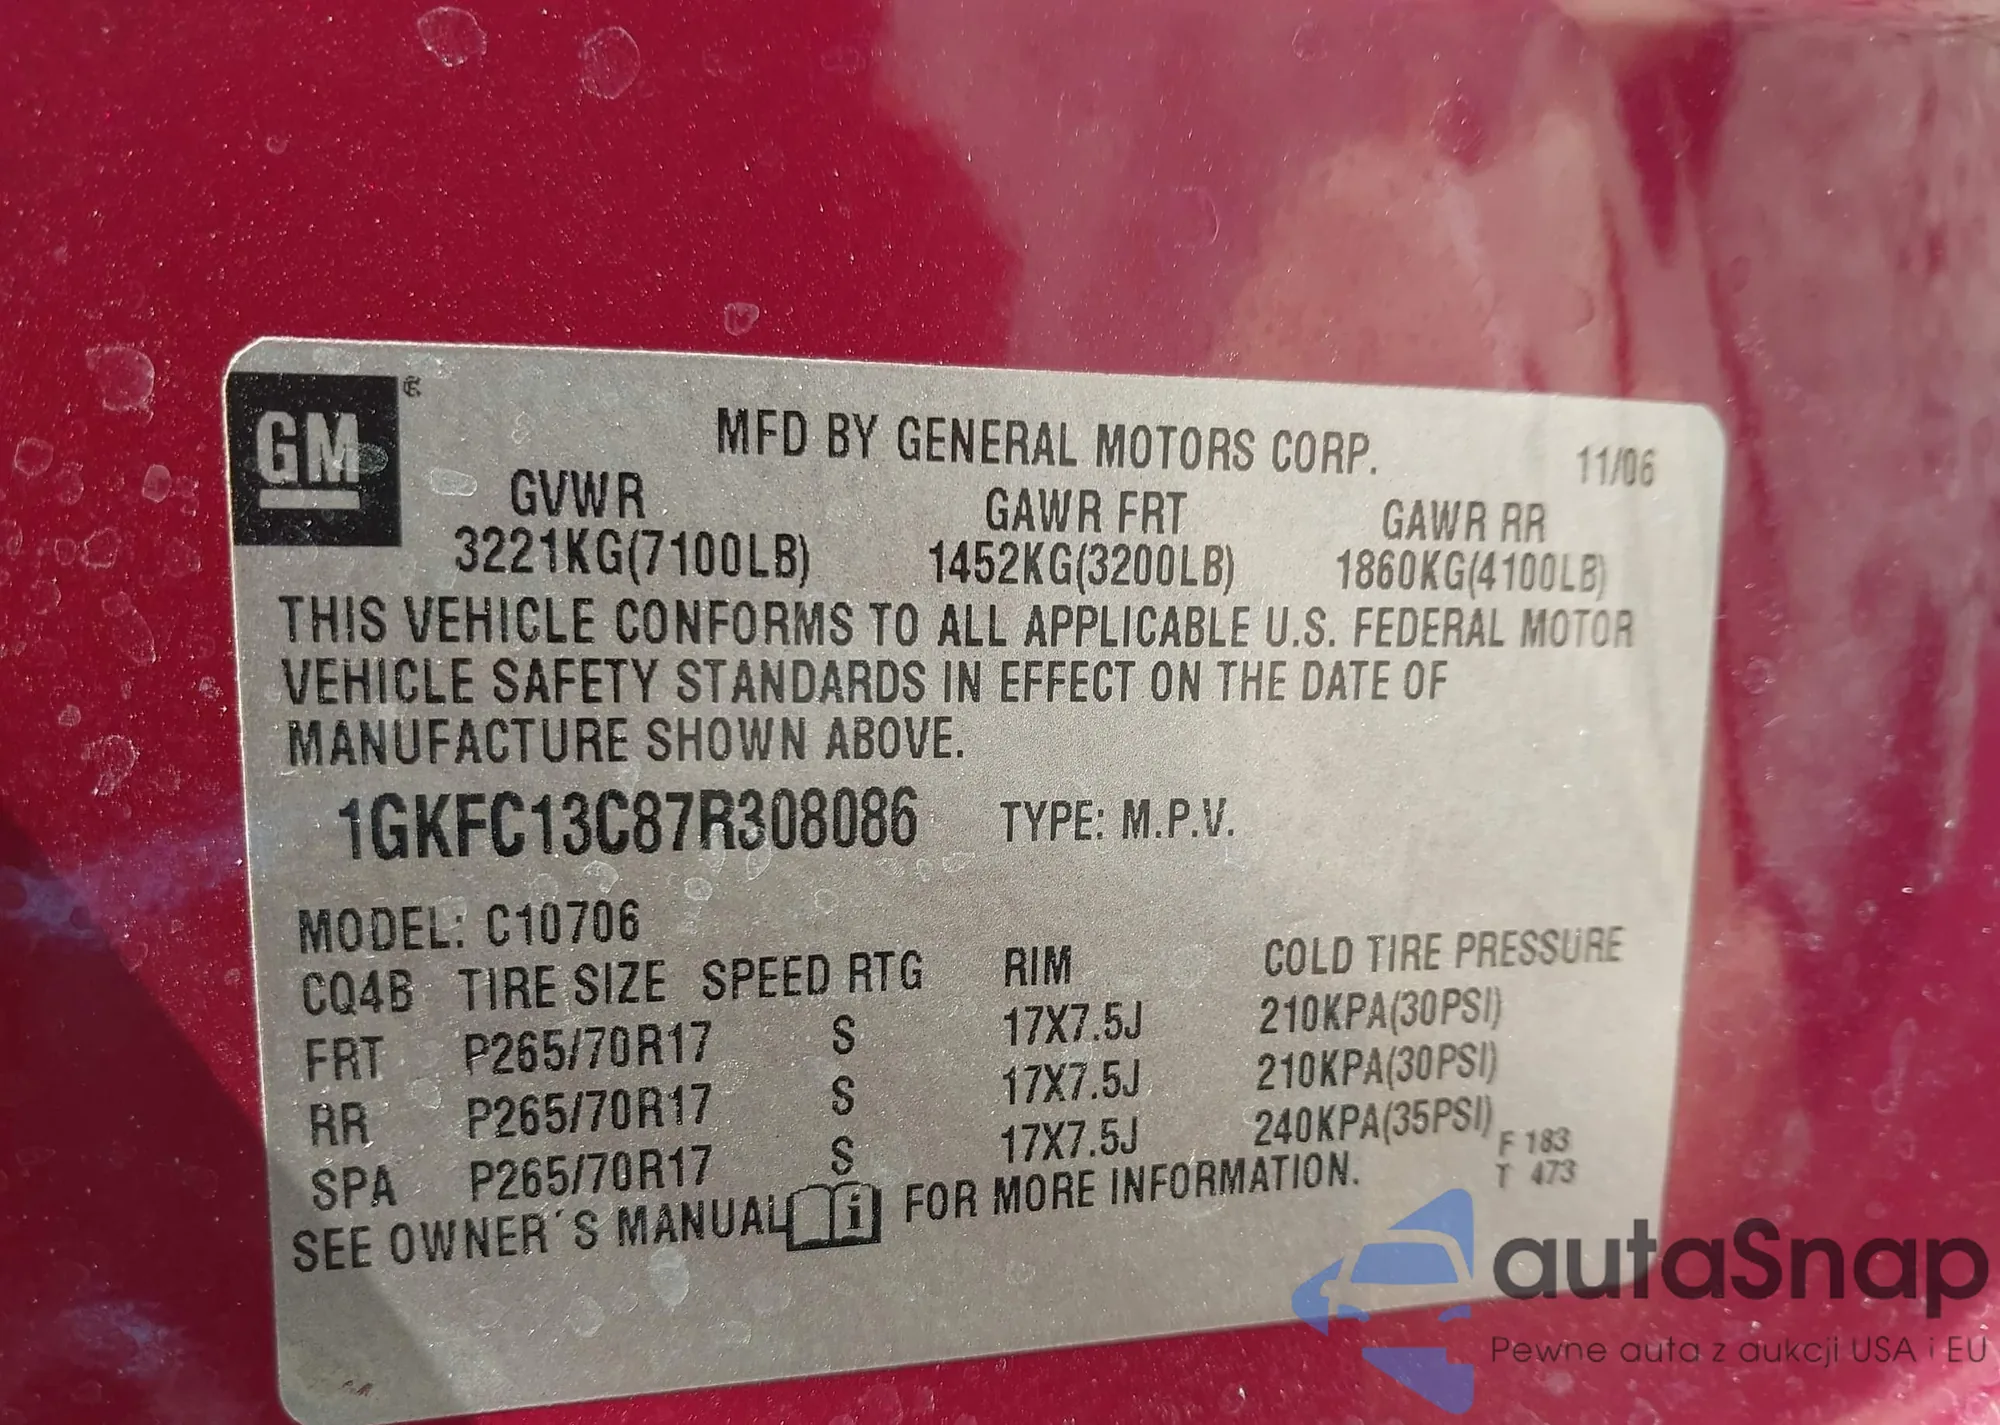 GM®
MFD BY GENERAL MOTORS CORP. 11/06
GVWR GAWR FRT GAWR RR
3221KG(7100LB) 1452KG(3200LB) 1860KG(4100LB)
THIS VEHICLE CONFORMS TO ALL APPLICABLE U.S. FEDERAL MOTOR
VEHICLE SAFETY STANDARDS IN EFFECT ON THE DATE OF
MANUFACTURE SHOWN ABOVE.
1GKFC13C87R308086 TYPE: M.P.V.
MODEL: C10706
CQ4B TIRE SIZE SPEED RTG RIM COLD TIRE PRESSURE
FRT P265/70R17 S 17X7.5J 210KPA(30PSI)
RR P265/70R17 S 17X7.5J 210KPA(30PSI)
SPA P265/70R17 S 17X7.5J 240KPA(35PSI)
F 183
T 473
SEE OWNER´S MANUAL i FOR MORE INFORMATION.
autaSnap
Pewne auta z aukcji USA i EU